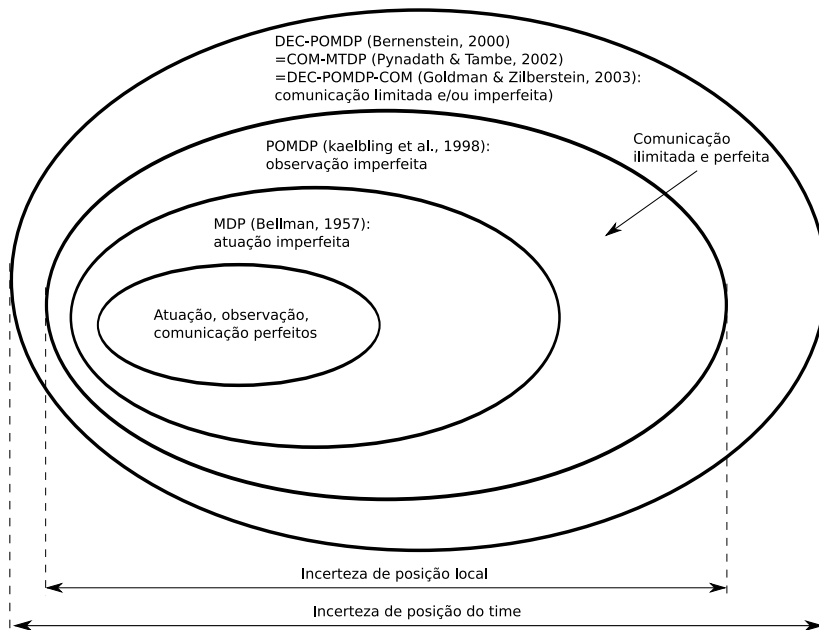 DEC-POMDP (Bernenstein, 2000)
=COM-MTDP (Pynadath & Tambe, 2002)
=DEC-POMDP-COM (Goldman & Zilberstein, 2003):
comunicação limitada e/ou imperfeita)
POMDP (kaelbling et al., 1998):
observação imperfeita
Comunicação
ilimitada e perfeita
MDP (Bellman, 1957):
atuação imperfeita
Atuação, observação,
comunicação perfeitos
Incerteza de posição local
Incerteza de posição do time